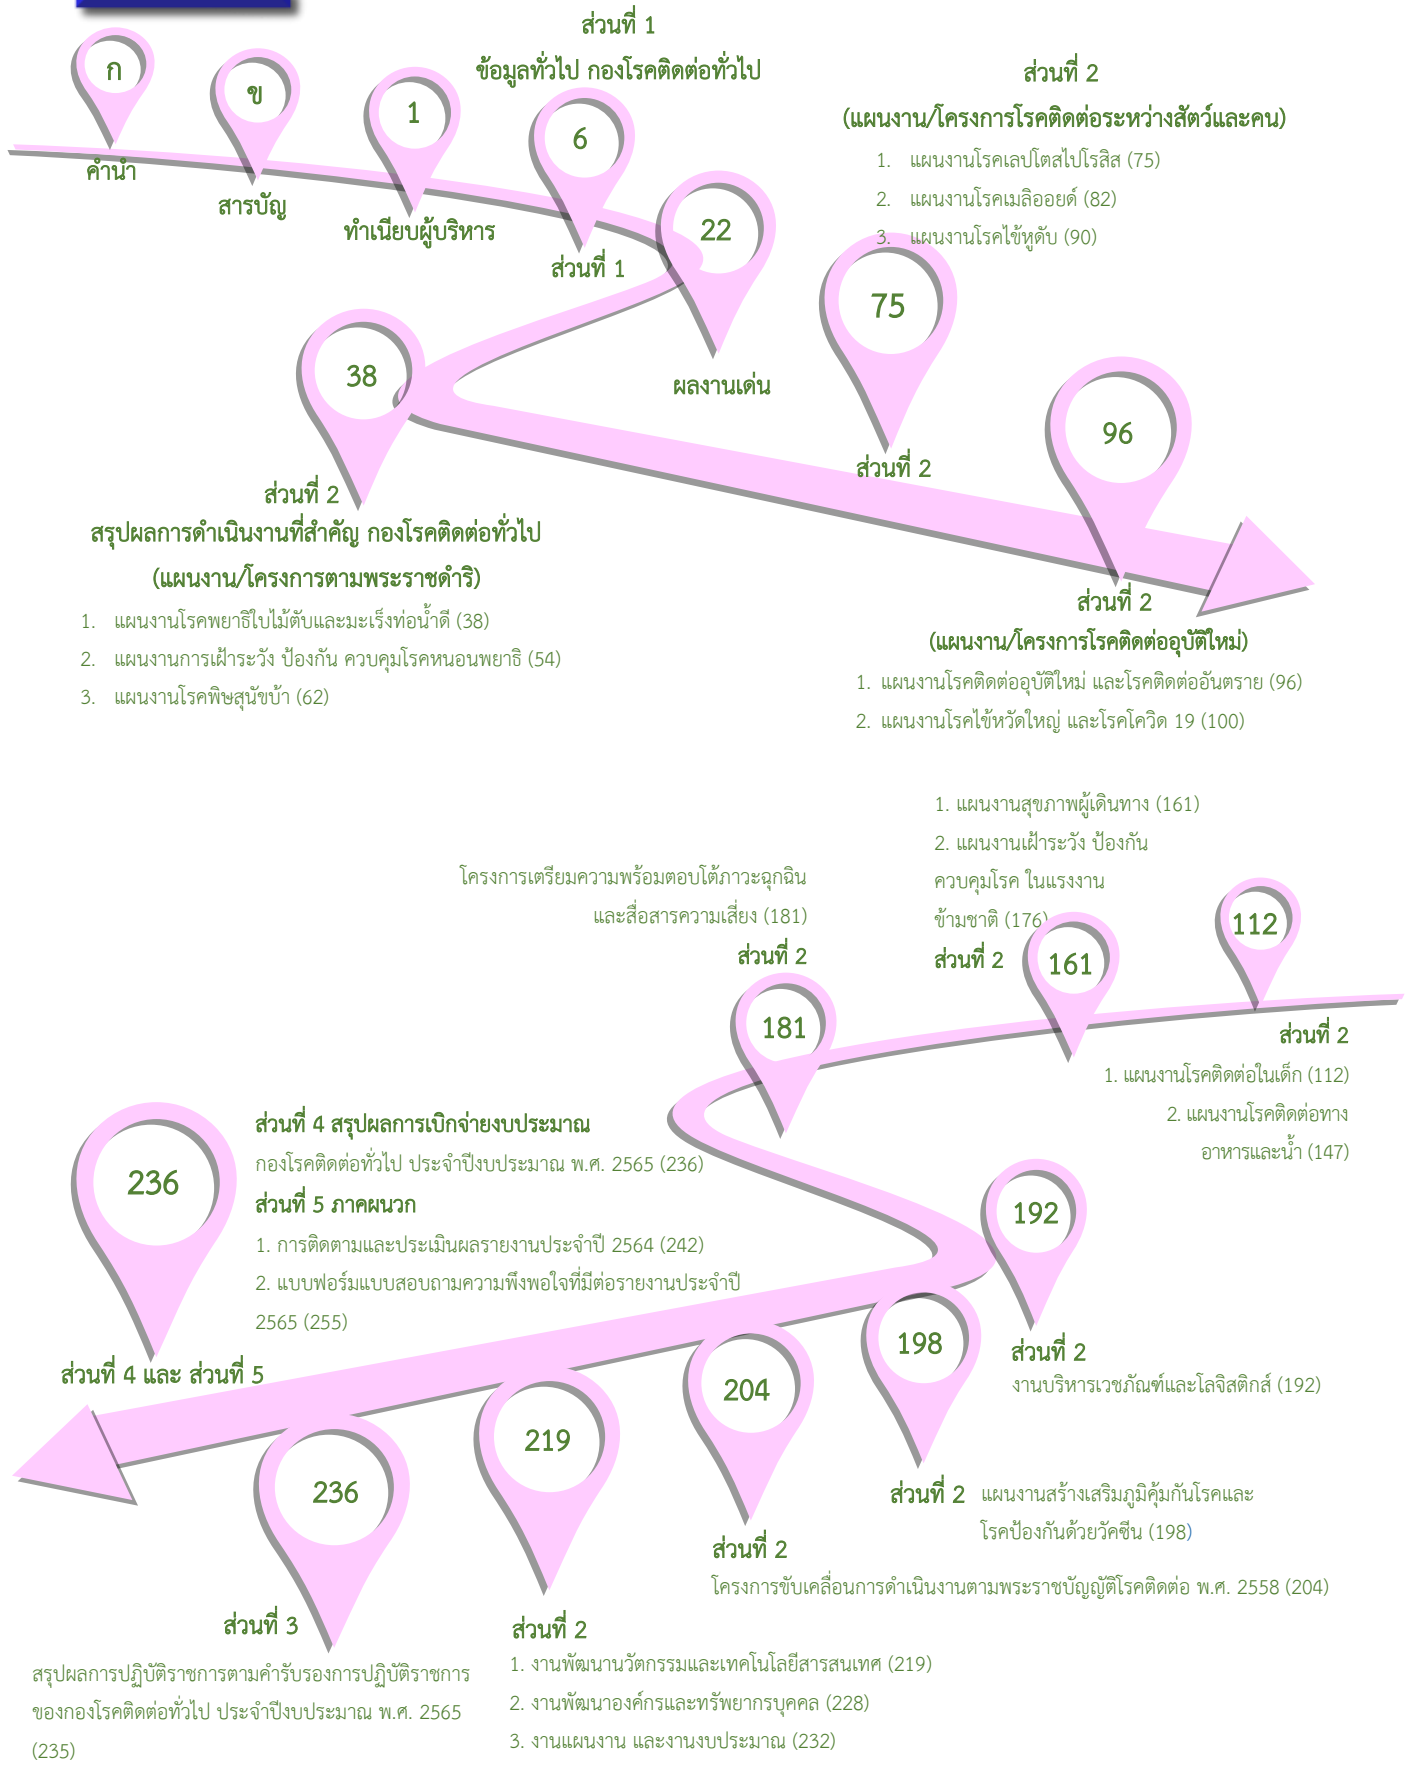 ส่วนที่ 1
ข้อมูลทั่วไป กองโรคติดต่อทั่วไป
ก
คำนำ
ข
สารบัญ
1
ทำเนียบผู้บริหาร
6
ส่วนที่ 1
22
ผลงานเด่น
ส่วนที่ 2
(แผนงาน/โครงการโรคติดต่อระหว่างสัตว์และคน)
1. แผนงานโรคเลปโตสไปโรสิส (75)
2. แผนงานโรคเมลิออยด์ (82)
3. แผนงานโรคไข้หูดับ (90)
75
ส่วนที่ 2
38
ส่วนที่ 2
สรุปผลการดำเนินงานที่สำคัญ กองโรคติดต่อทั่วไป
(แผนงาน/โครงการตามพระราชดำริ)
1. แผนงานโรคพยาธิใบไม้ตับและมะเร็งท่อน้ำดี (38)
2. แผนงานการเฝ้าระวัง ป้องกัน ควบคุมโรคหนอนพยาธิ (54)
3. แผนงานโรคพิษสุนัขบ้า (62)
96
ส่วนที่ 2
(แผนงาน/โครงการโรคติดต่ออุบัติใหม่)
1. แผนงานโรคติดต่ออุบัติใหม่ และโรคติดต่ออันตราย (96)
2. แผนงานโรคไข้หวัดใหญ่ และโรคโควิด 19 (100)
112
ส่วนที่ 2
1. แผนงานโรคติดต่อในเด็ก (112)
2. แผนงานโรคติดต่อทาง
อาหารและน้ำ (147)
1. แผนงานสุขภาพผู้เดินทาง (161)
2. แผนงานเฝ้าระวัง ป้องกัน
ควบคุมโรค ในแรงงาน
ข้ามชาติ (176)
ส่วนที่ 2
161
โครงการเตรียมความพร้อมตอบโต้ภาวะฉุกฉิน
และสื่อสารความเสี่ยง (181)
ส่วนที่ 2
181
192
ส่วนที่ 2
งานบริหารเวชภัณฑ์และโลจิสติกส์ (192)
198
ส่วนที่ 2 แผนงานสร้างเสริมภูมิคุ้มกันโรคและ
โรคป้องกันด้วยวัคซีน (198)
204
ส่วนที่ 2
โครงการขับเคลื่อนการดำเนินงานตามพระราชบัญญัติโรคติดต่อ พ.ศ. 2558 (204)
219
ส่วนที่ 2
1. งานพัฒนานวัตกรรมและเทคโนโลยีสารสนเทศ (219)
2. งานพัฒนาองค์กรและทรัพยากรบุคคล (228)
3. งานแผนงาน และงานงบประมาณ (232)
236
ส่วนที่ 3
สรุปผลการปฏิบัติราชการตามคำรับรองการปฏิบัติราชการ
ของกองโรคติดต่อทั่วไป ประจำปีงบประมาณ พ.ศ. 2565
(235)
236
ส่วนที่ 4 และ ส่วนที่ 5
ส่วนที่ 4 สรุปผลการเบิกจ่ายงบประมาณ
กองโรคติดต่อทั่วไป ประจำปีงบประมาณ พ.ศ. 2565 (236)
ส่วนที่ 5 ภาคผนวก
1. การติดตามและประเมินผลรายงานประจำปี 2564 (242)
2. แบบฟอร์มแบบสอบถามความพึงพอใจที่มีต่อรายงานประจำปี
2565 (255)